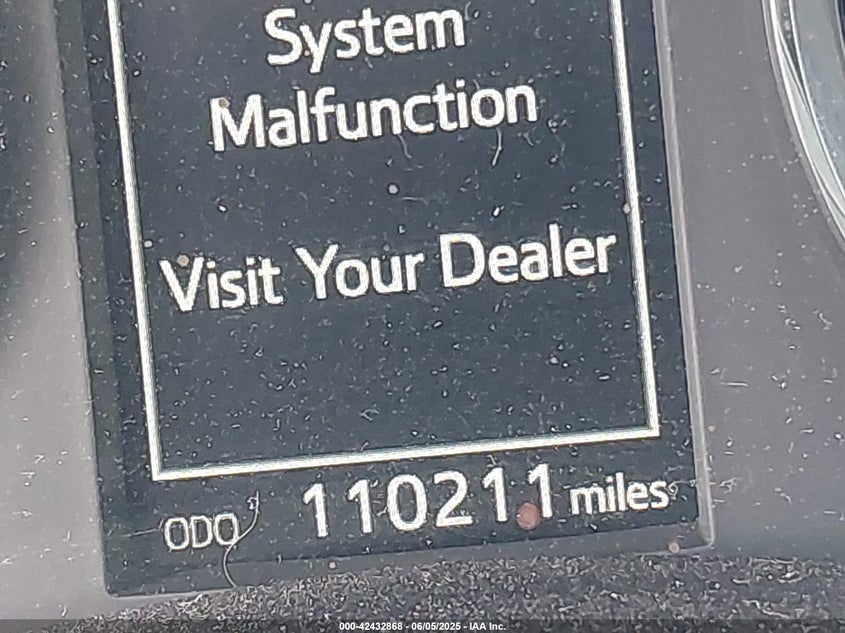 System
Malfunction
Visit Your Dealer
ODO 110211 miles
000-42432868 - 06/05/2025 - IAA Inc.